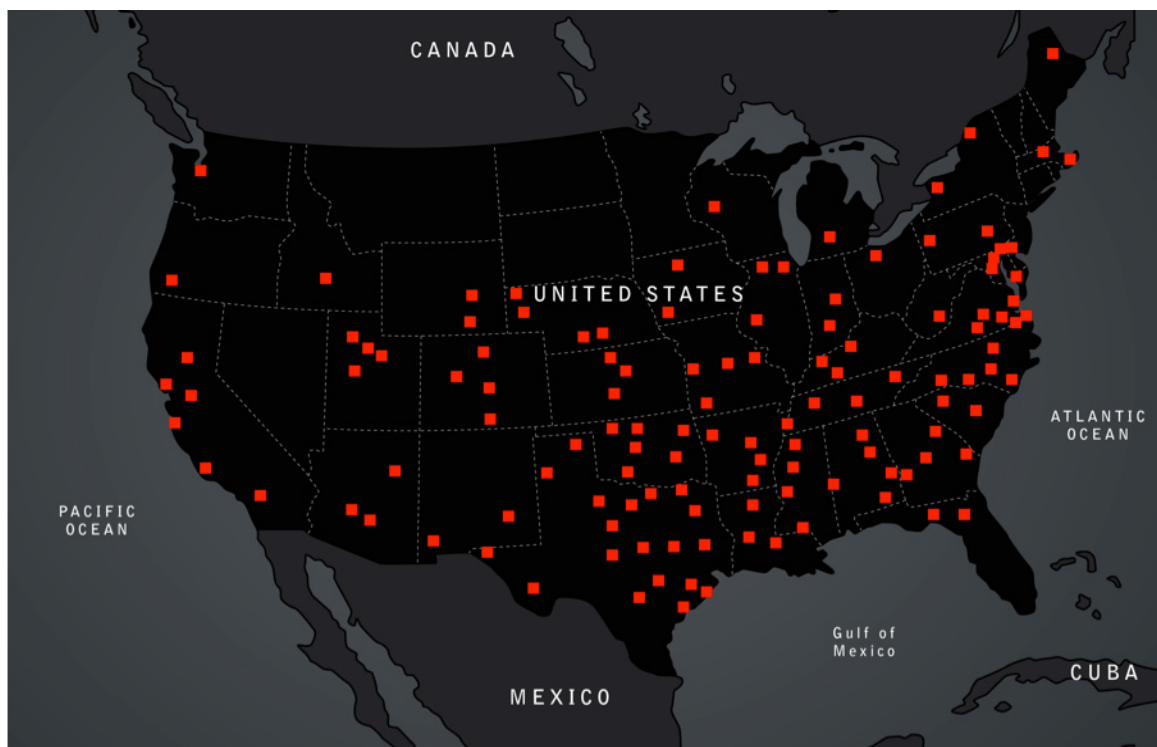 CANADA
UNITED STATES
ATLANTIC
OCEAN
PACIFIC
OCEAN
Gulf of
Mexico
CUBA
MEXICO